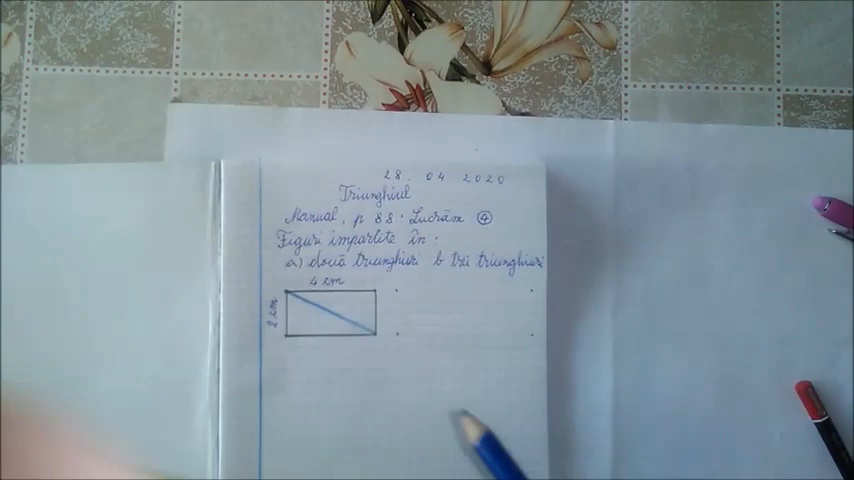 28. 04 2020
Triunghiul
Manual, p 88: Lucrăm ④
Figuri împărțite în:
a) două triunghiuri b trei triunghiuri
4 cm
2 cm